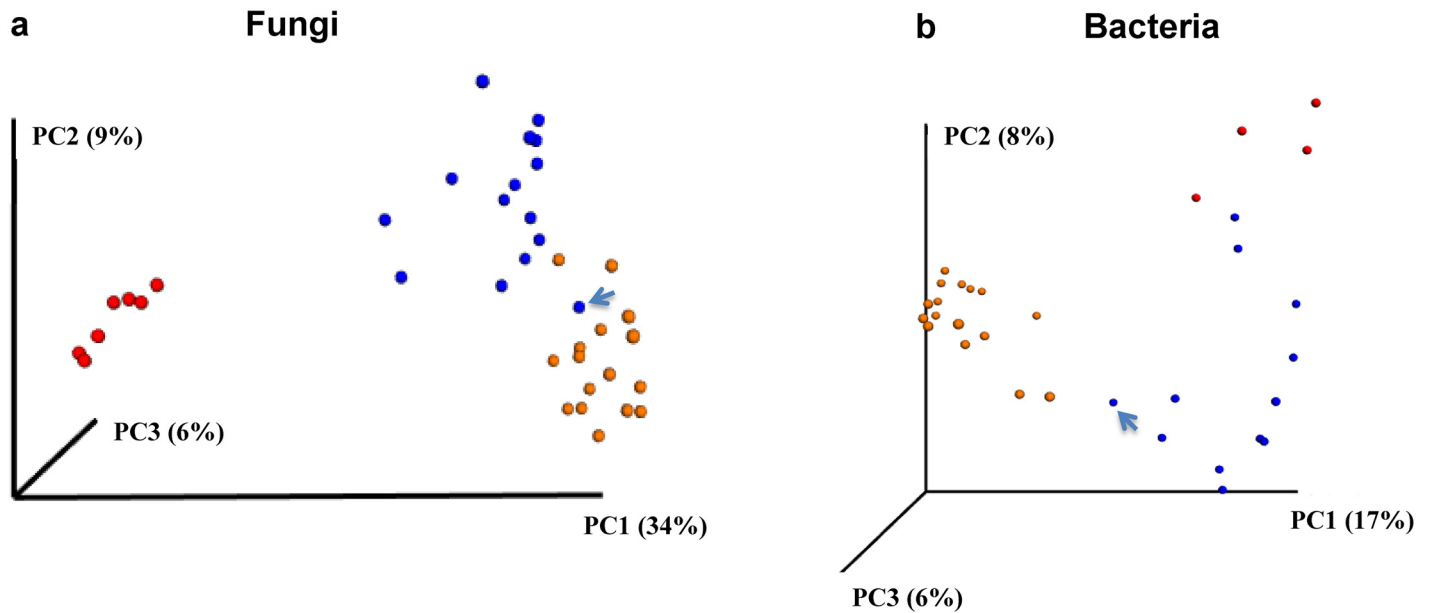 a Fungi
PC2 (9%)
PC3 (6%)
PC1 (34%)
b Bacteria
PC2 (8%)
PC1 (17%)
PC3 (6%)